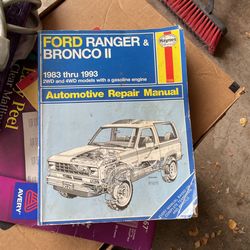 FORD RANGER &
BRONCO II
Haynes
1983 thru 1993
2WD and 4WD models with a gasoline engine
Automotive Repair Manual
Peel
AVERY